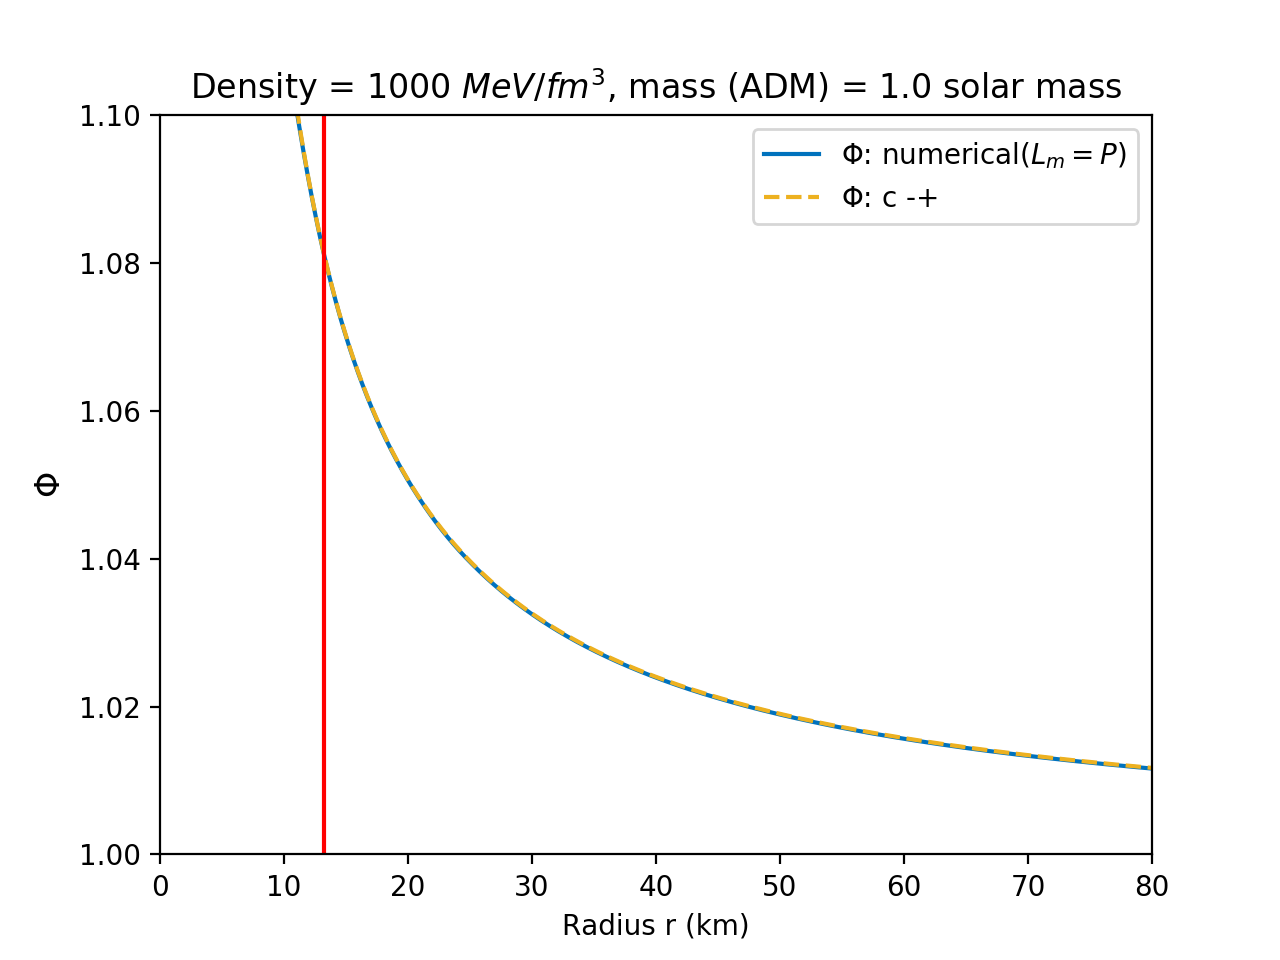 Density = 1000 MeV/fm³, mass (ADM) = 1.0 solar mass
Φ: numerical(Lₘ = P)
Φ: c -+
1.10
1.08
1.06
1.04
1.02
1.00
Φ
0 10 20 30 40 50 60 70 80
Radius r (km)